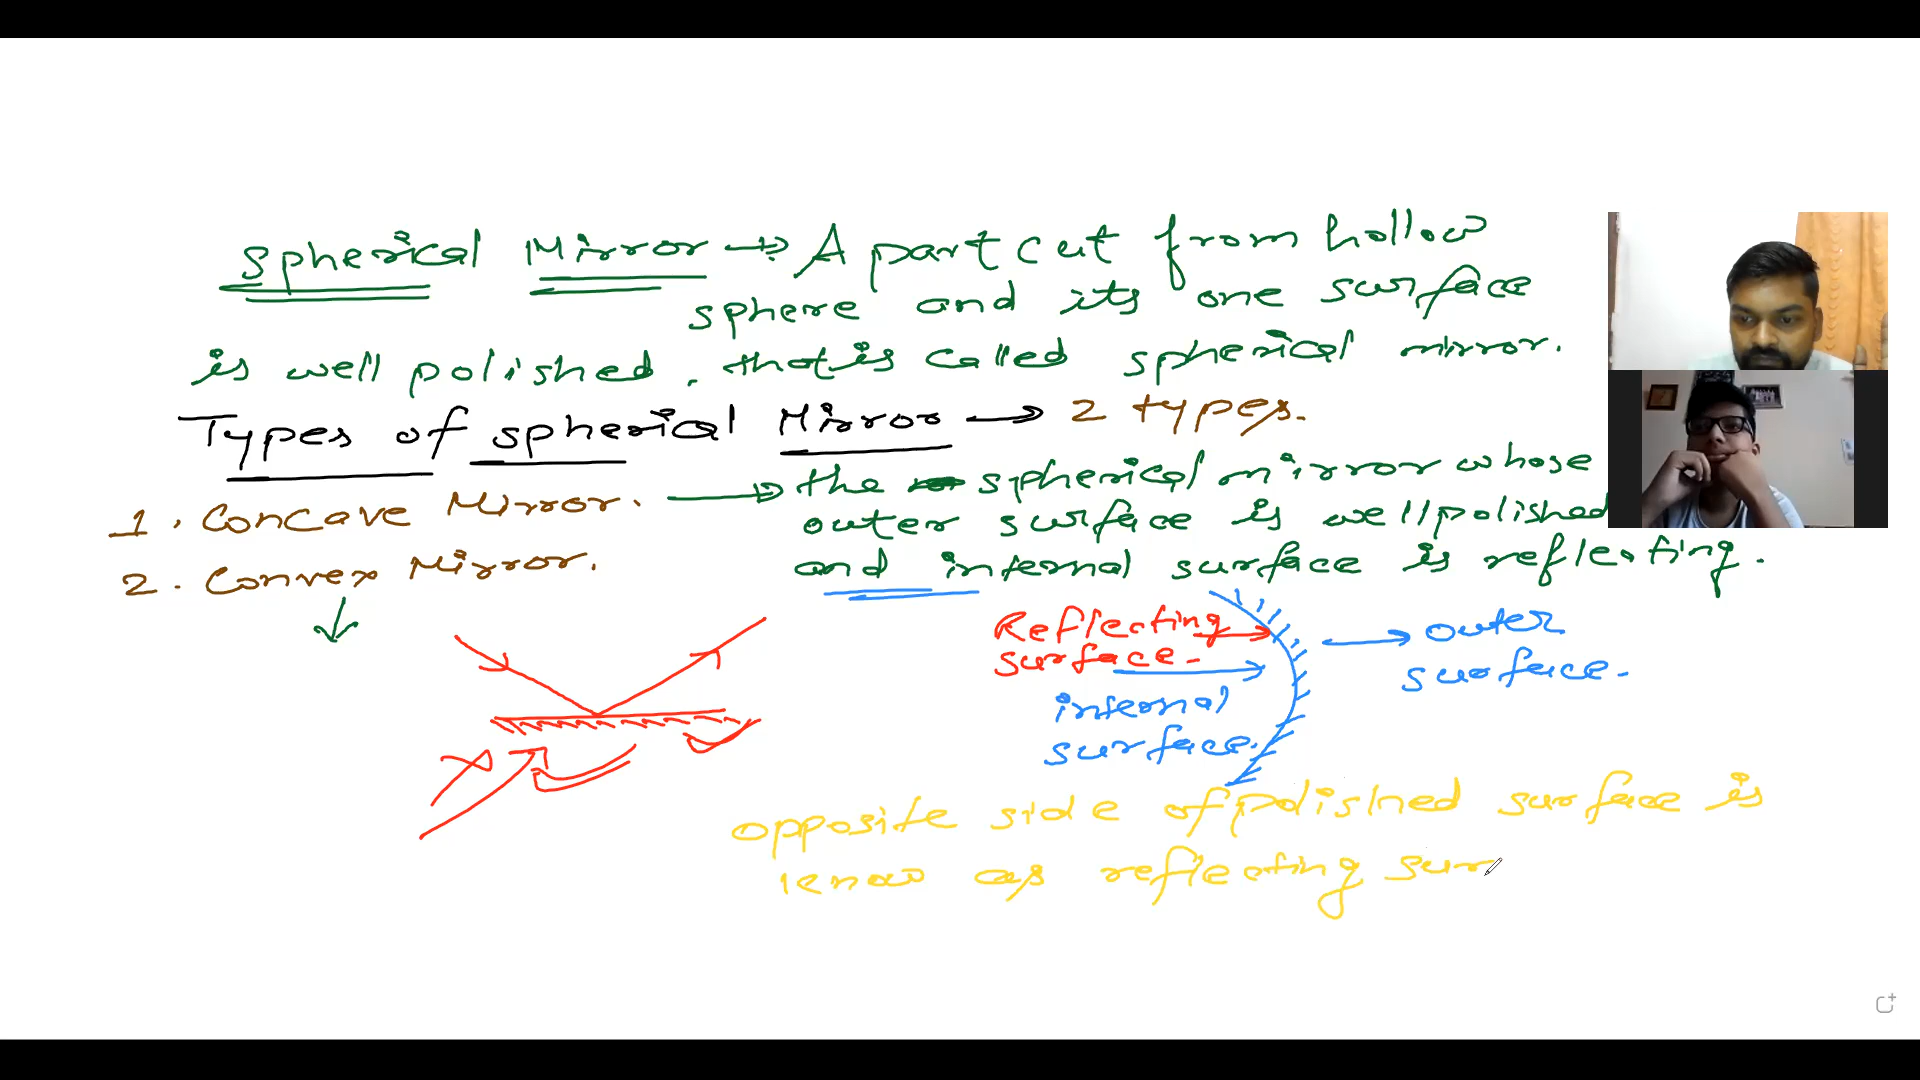 Spherical Mirror → A part cut from hollow
sphere and its one surface
is well polished, that is called spherical mirror.
Types of spherical Mirror → 2 types.
1. Concave Mirror. → the spherical mirror whose
outer surface is well polished
2. Convex Mirror.
and internal surface is reflecting.
Reflecting
surface.
→ outer
surface.
internal
surface.
opposite side of polished surface is
know as reflecting sur